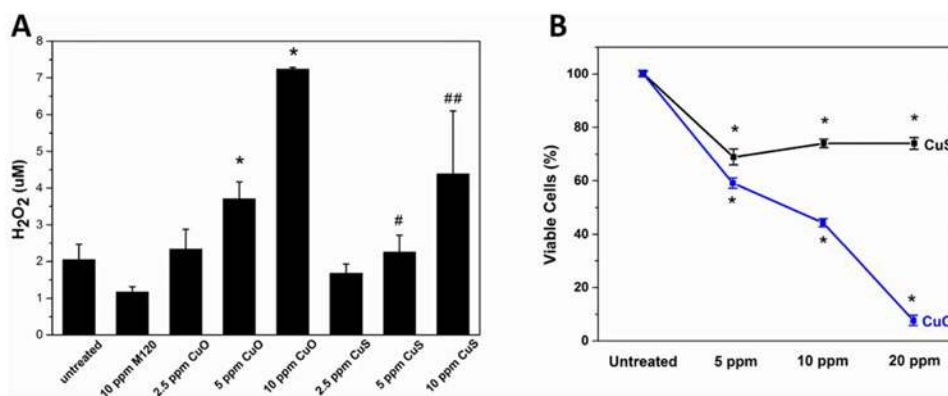 A
H2O2 (uM)
8
7
6
5
4
3
2
1
0
*
*
#
##
untreated
10 ppm M120
2.5 ppm CuO
5 ppm CuO
10 ppm CuO
2.5 ppm CuS
5 ppm CuS
10 ppm CuS
B
Viable Cells (%)
100
80
60
40
20
0
*
*
*
CuS
*
*
*
CuO
Untreated
5 ppm
10 ppm
20 ppm